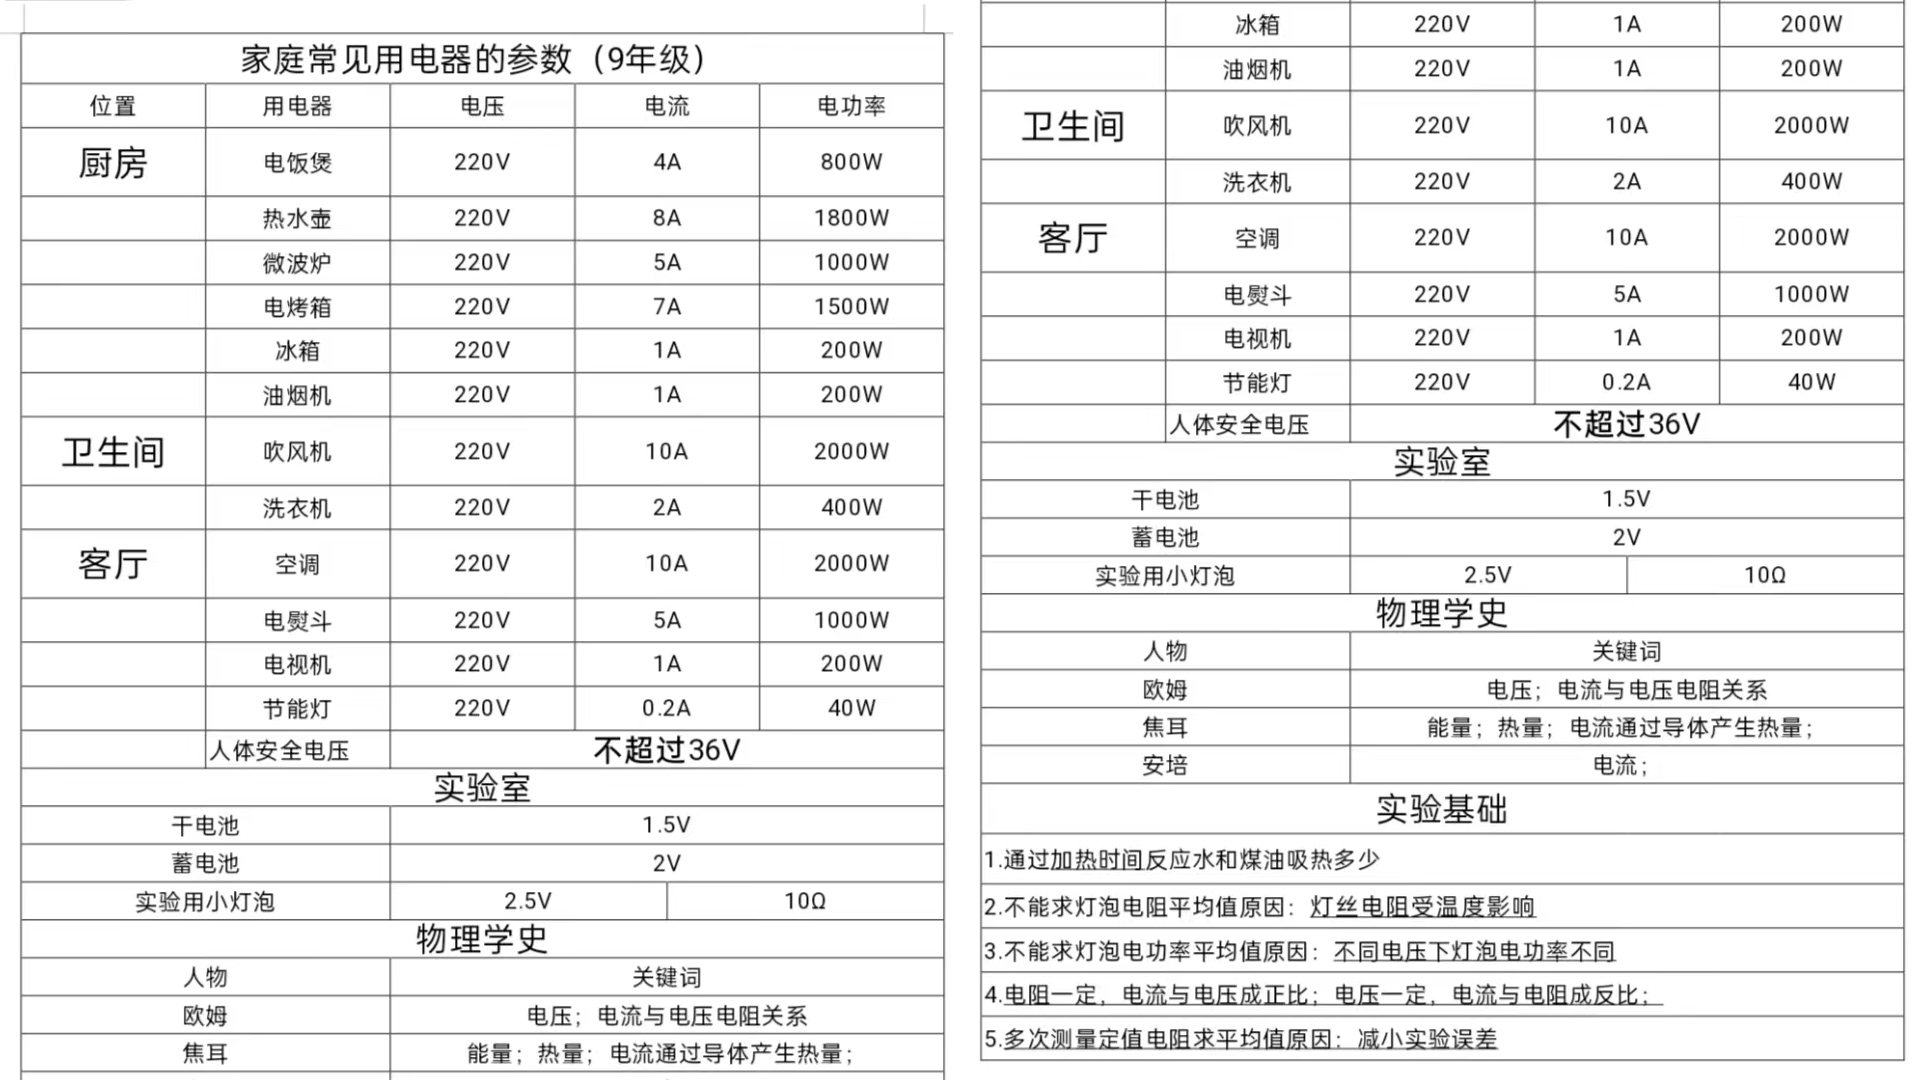 家庭常见用电器的参数（9年级）
位置 用电器 电压 电流 电功率
厨房 电饭煲 220V 4A 800W
热水壶 220V 8A 1800W
微波炉 220V 5A 1000W
电烤箱 220V 7A 1500W
冰箱 220V 1A 200W
油烟机 220V 1A 200W
卫生间 吹风机 220V 10A 2000W
洗衣机 220V 2A 400W
客厅 空调 220V 10A 2000W
电熨斗 220V 5A 1000W
电视机 220V 1A 200W
节能灯 220V 0.2A 40W
人体安全电压 不超过36V
实验室
干电池 1.5V
蓄电池 2V
实验用小灯泡 2.5V 10Ω
物理学史
人物 关键词
欧姆 电压；电流与电压电阻关系
焦耳 能量；热量；电流通过导体产生热量；
冰箱 220V 1A 200W
油烟机 220V 1A 200W
卫生间 吹风机 220V 10A 2000W
洗衣机 220V 2A 400W
客厅 空调 220V 10A 2000W
电熨斗 220V 5A 1000W
电视机 220V 1A 200W
节能灯 220V 0.2A 40W
人体安全电压 不超过36V
实验室
干电池 1.5V
蓄电池 2V
实验用小灯泡 2.5V 10Ω
物理学史
人物 关键词
欧姆 电压；电流与电压电阻关系
焦耳 能量；热量；电流通过导体产生热量；
安培 电流；
实验基础
1.通过加热时间反应水和煤油吸热多少
2.不能求灯泡电阻平均值原因：灯丝电阻受温度影响
3.不能求灯泡电功率平均值原因：不同电压下灯泡电功率不同
4.电阻一定，电流与电压成正比；电压一定，电流与电阻成反比；
5.多次测量定值电阻求平均值原因：减小实验误差